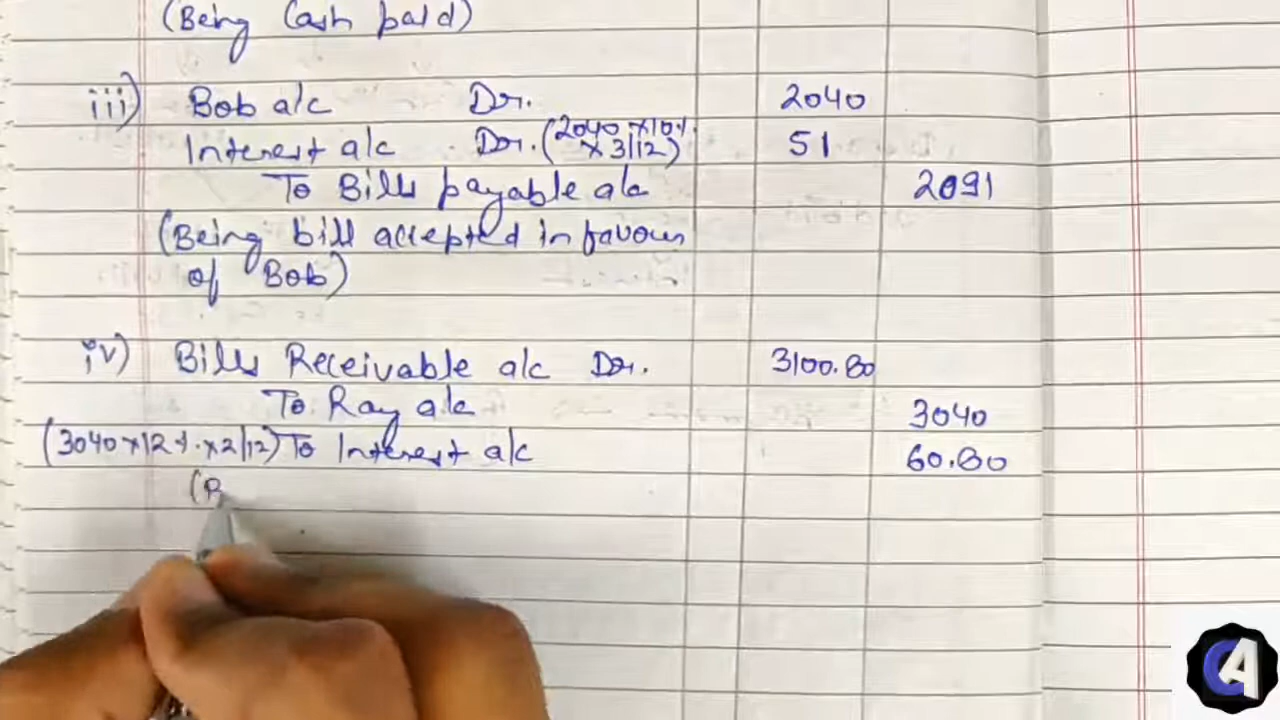 (Being Cash paid)
iii) Bob a/c Dr. 2040
Interest a/c Dr. (2040 x 10% x 3/12) 51
To Bills payable a/c 2091
(Being bill accepted in favour
of Bob)
iv) Bills Receivable a/c Dr. 3100.80
To Ray a/c 3040
(3040 x 12% x 2/12) To Interest a/c 60.80
(B
CA